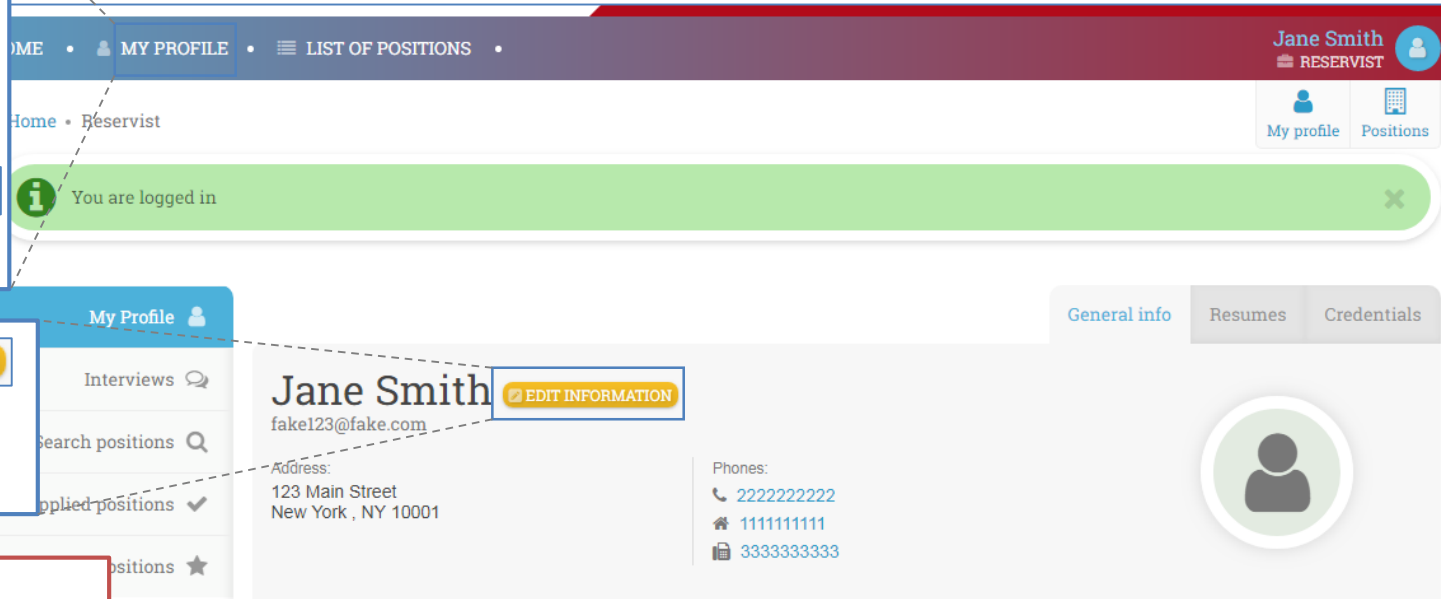 OME • MY PROFILE • LIST OF POSITIONS •
Jane Smith
RESERVIST
Home • Reservist
My profile
Positions
You are logged in
My Profile
Interviews
Search positions
pplied positions
ositions
General info
Resumes
Credentials
Jane Smith EDIT INFORMATION
fake123@fake.com
Address:
123 Main Street
New York , NY 10001
Phones:
2222222222
1111111111
3333333333